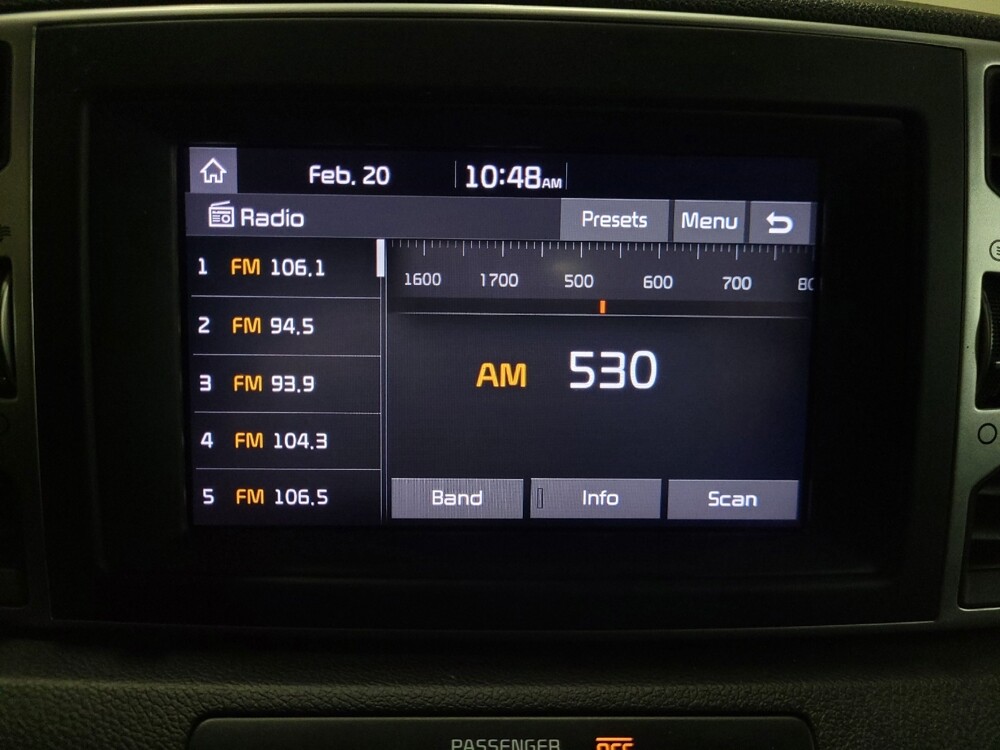 Feb. 20 10:48AM
Radio Presets Menu
1 FM 106.1
2 FM 94.5
3 FM 93.9
4 FM 104.3
5 FM 106.5
1600 1700 500 600 700
AM 530
Band Info Scan
PASSENGER OFF